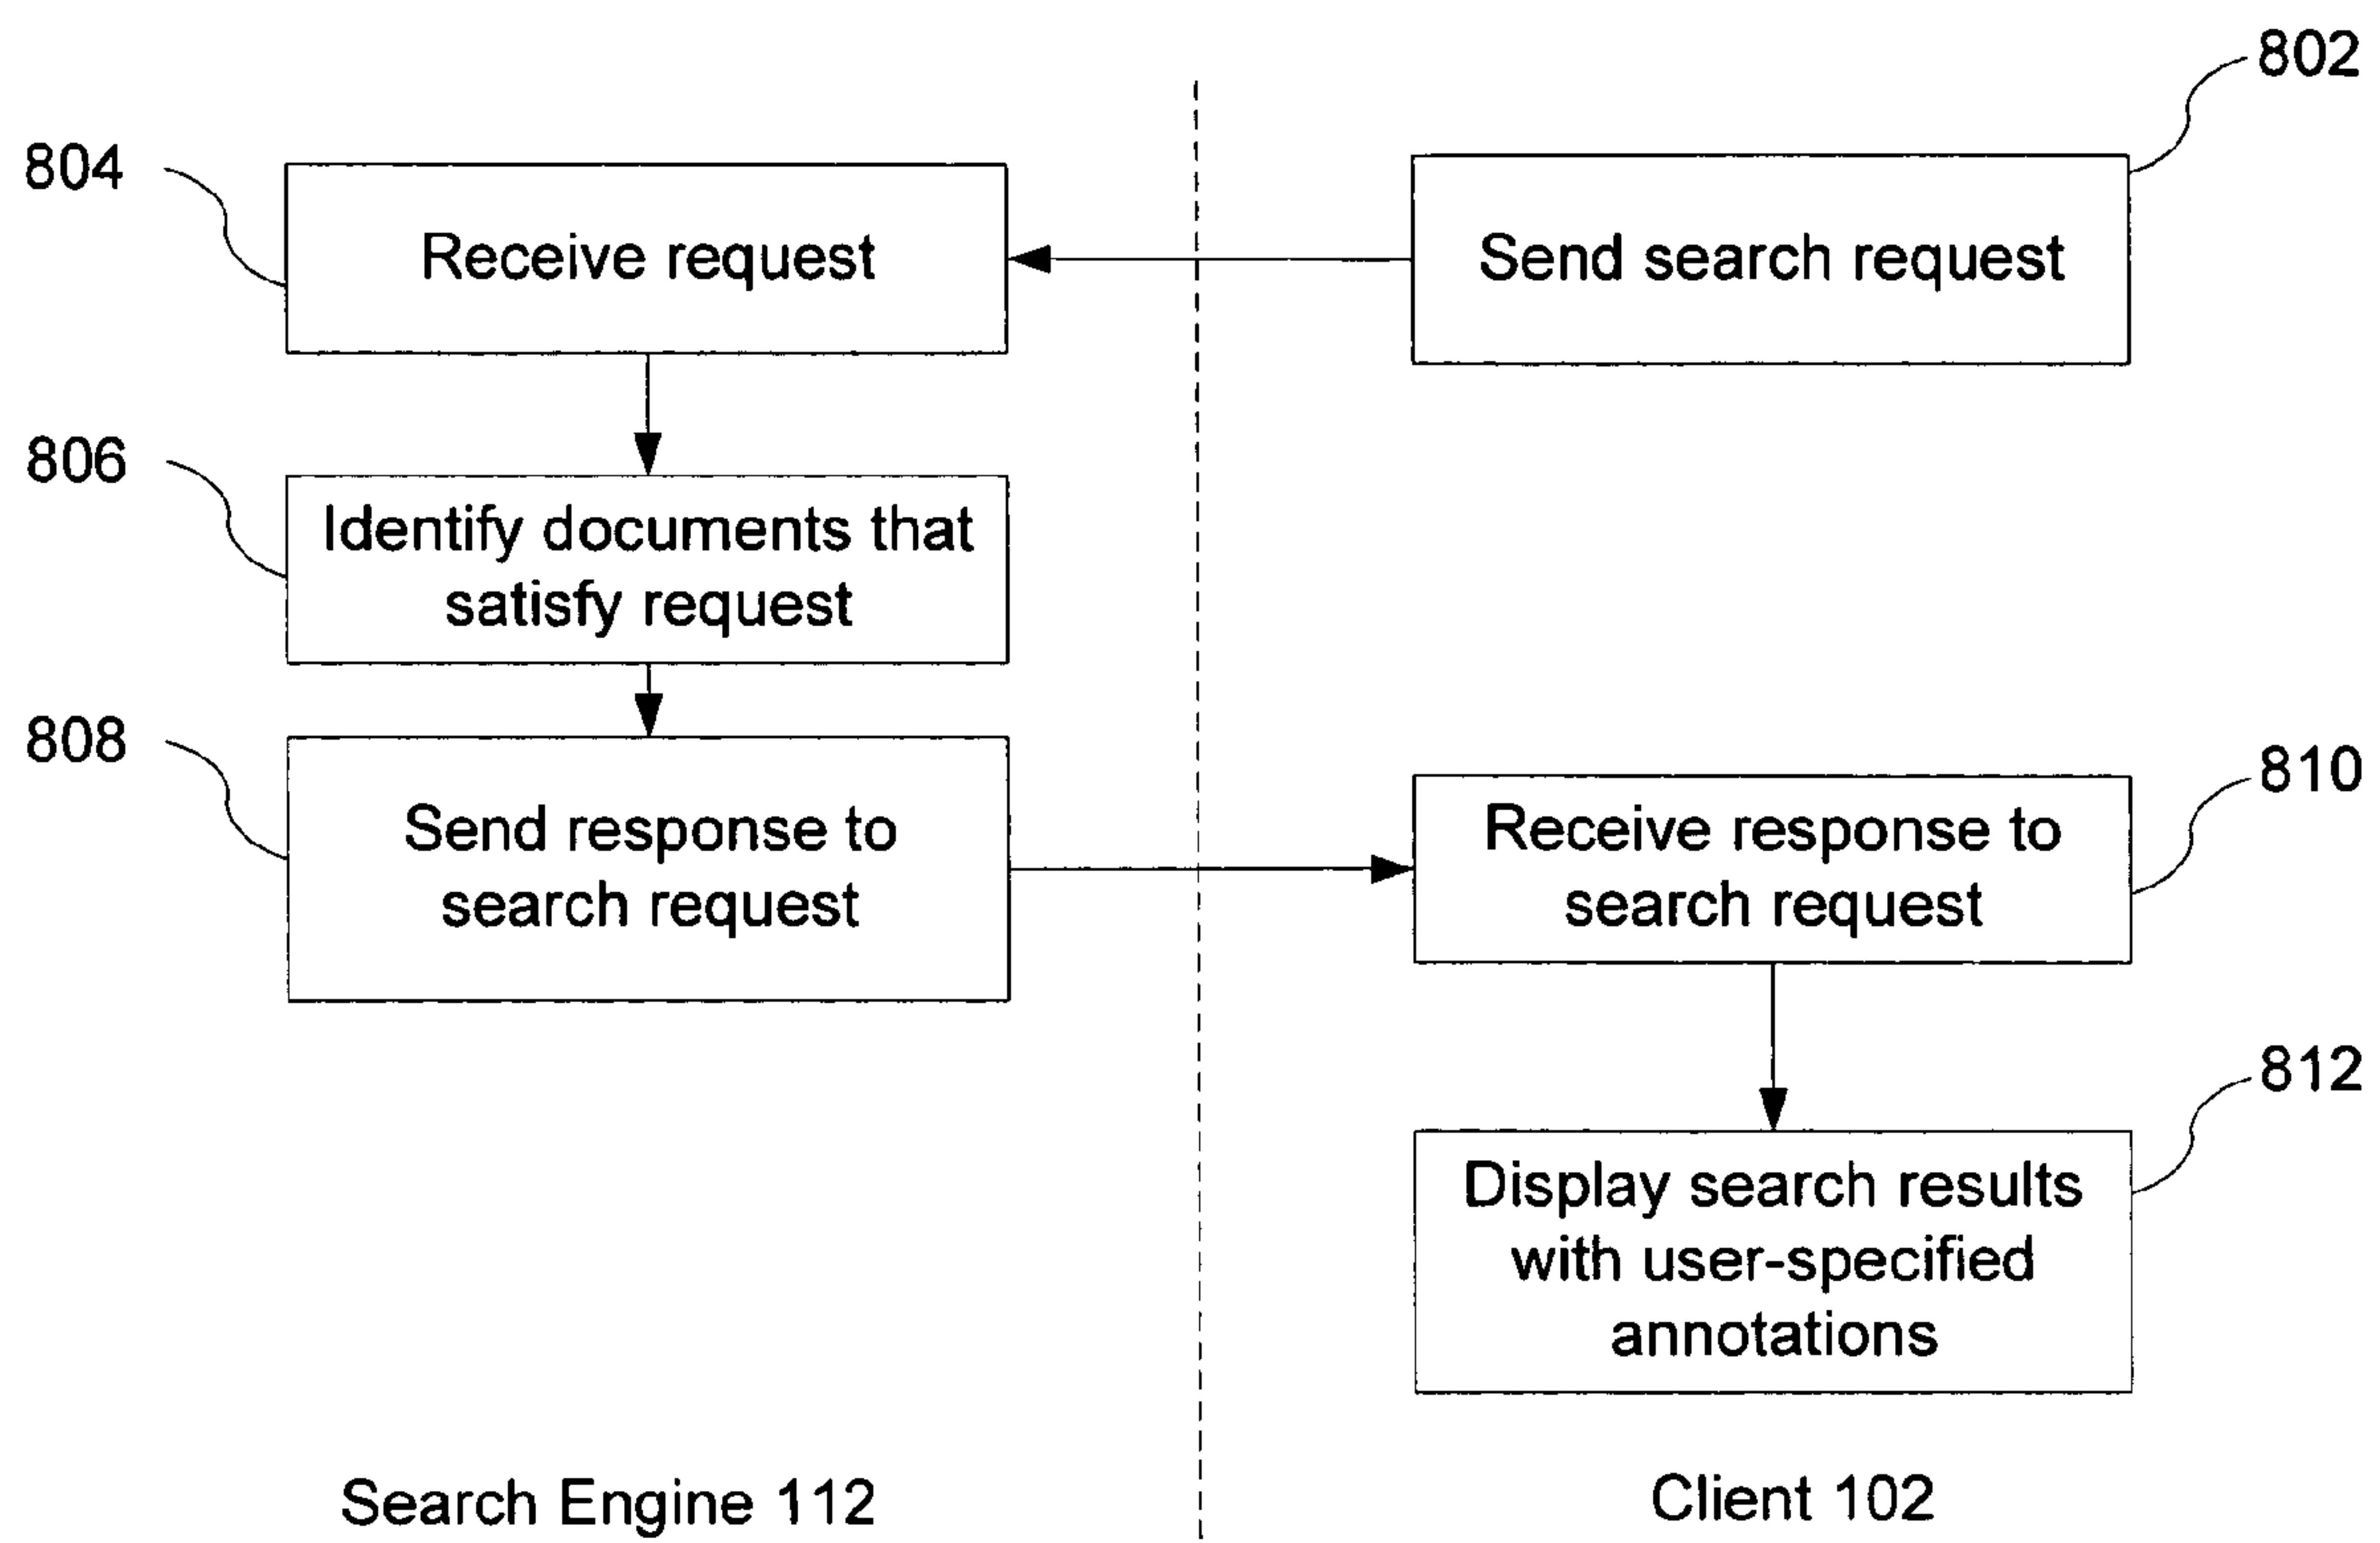 802
804
Receive request
Send search request
806
Identify documents that
satisfy request
808
Send response to
search request
810
Receive response to
search request
812
Display search results
with user-specified
annotations
Search Engine 112
Client 102